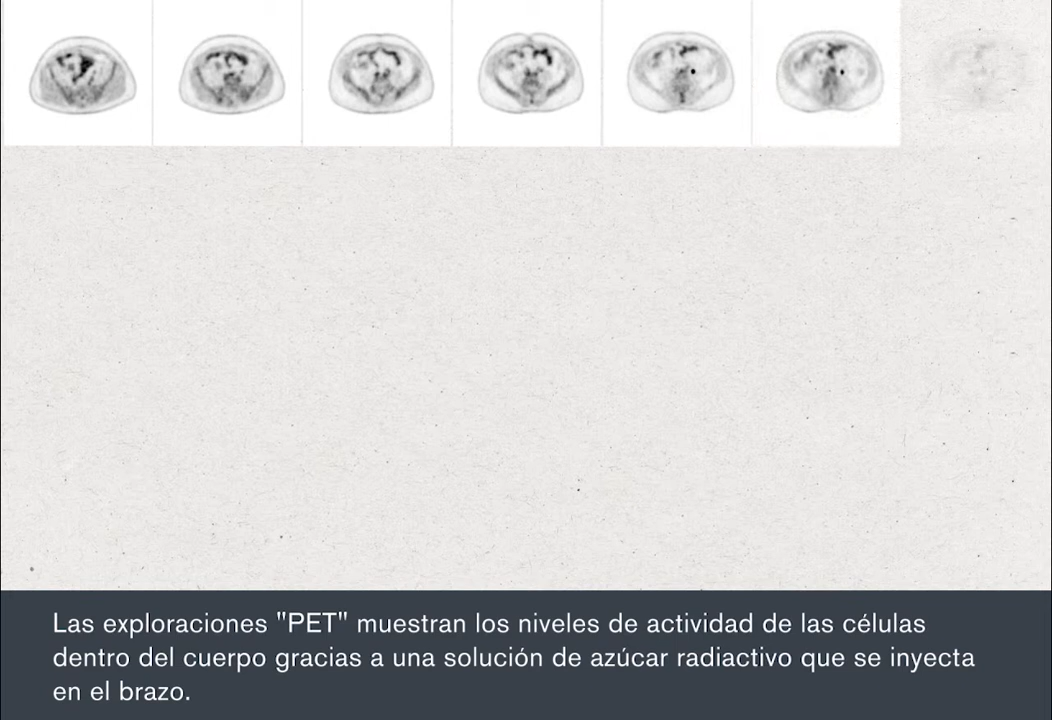 Las exploraciones "PET" muestran los niveles de actividad de las células
dentro del cuerpo gracias a una solución de azúcar radiactivo que se inyecta
en el brazo.